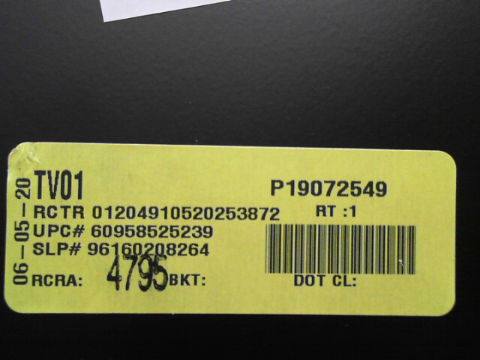 06-05-20
TV01
P19072549
RCTR 01204910520253872 RT :1
UPC# 60958525239
SLP# 96160208264
RCRA: 4795 BKT: DOT CL: